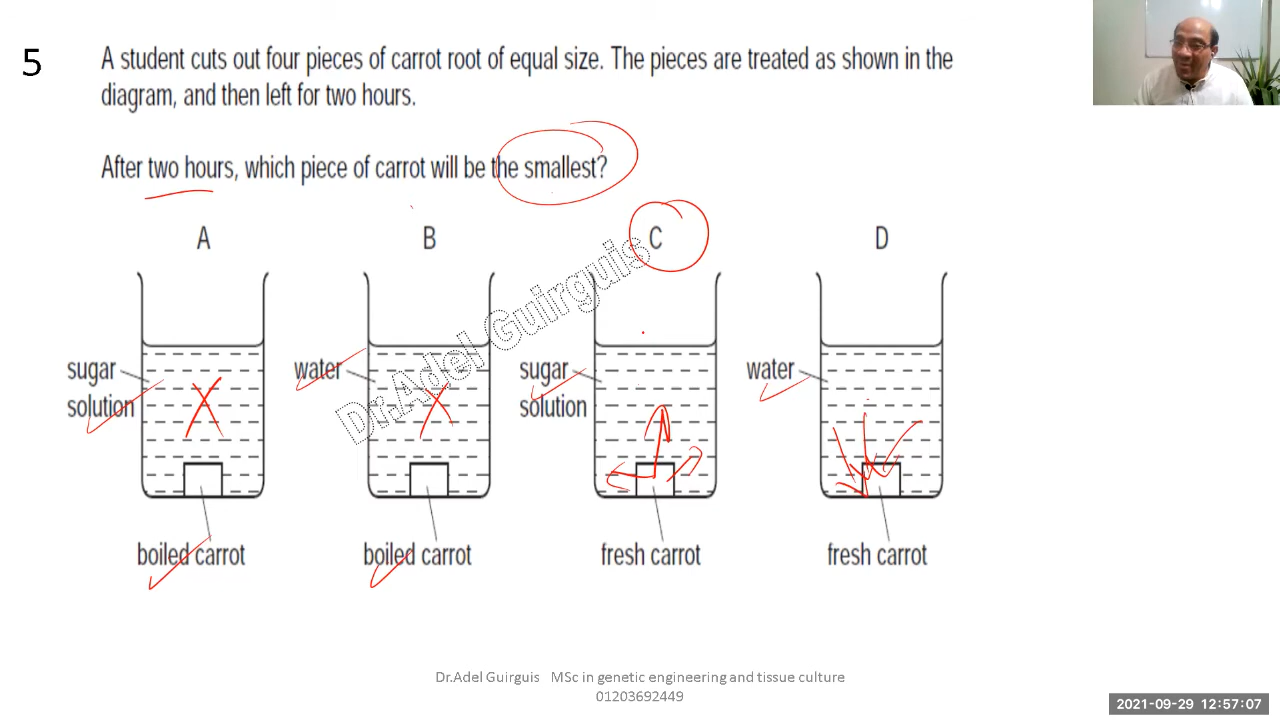 5
A student cuts out four pieces of carrot root of equal size. The pieces are treated as shown in the
diagram, and then left for two hours.
After two hours, which piece of carrot will be the smallest?
A B C D
sugar
solution
water
sugar
solution
water
Dr.Adel Guirguis
boiled carrot boiled carrot fresh carrot fresh carrot
Dr.Adel Guirguis MSc in genetic engineering and tissue culture
01203692449
2021-09-29 12:57:07